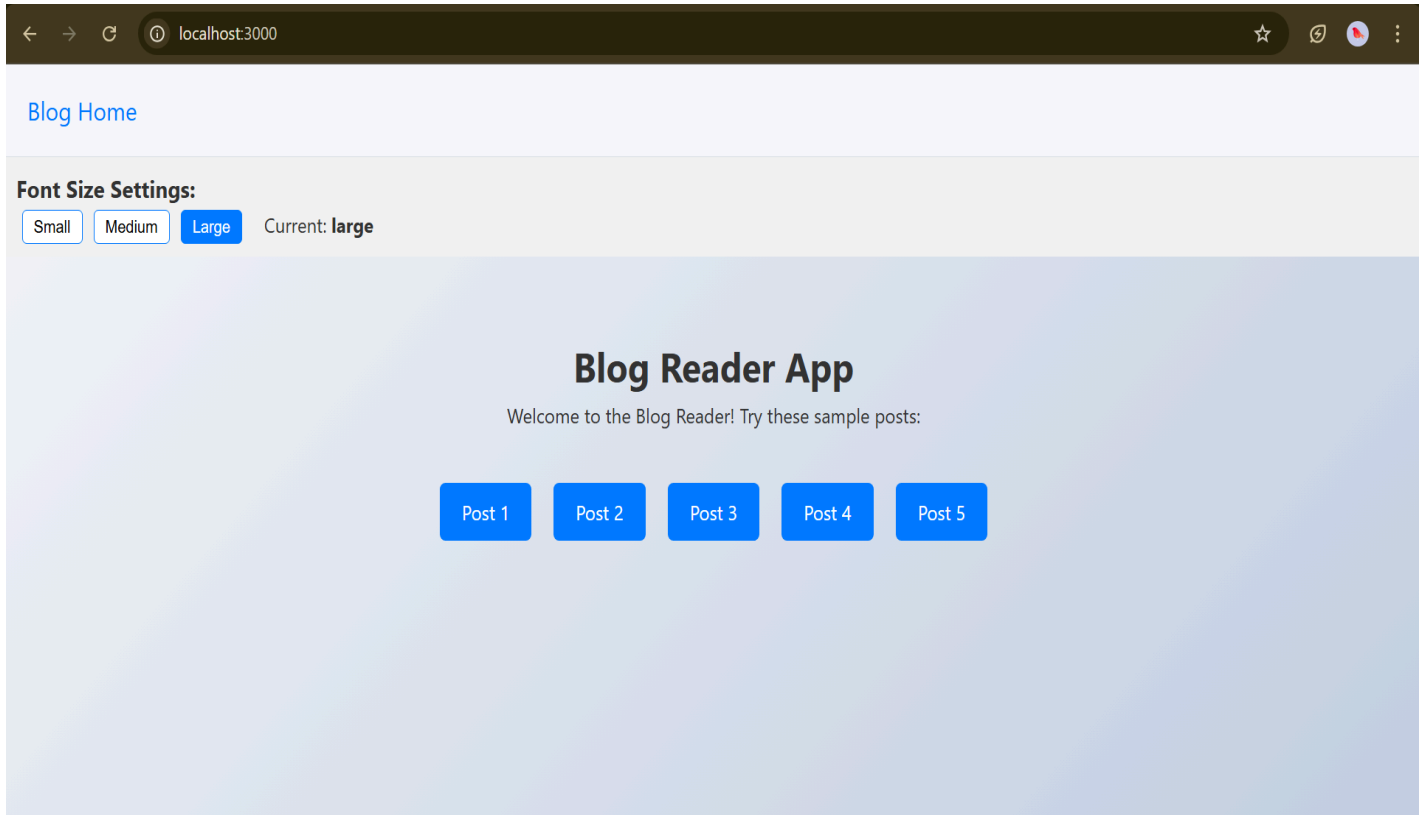 localhost:3000
Blog Home
Font Size Settings:
Small Medium Large Current: large
Blog Reader App
Welcome to the Blog Reader! Try these sample posts:
Post 1 Post 2 Post 3 Post 4 Post 5